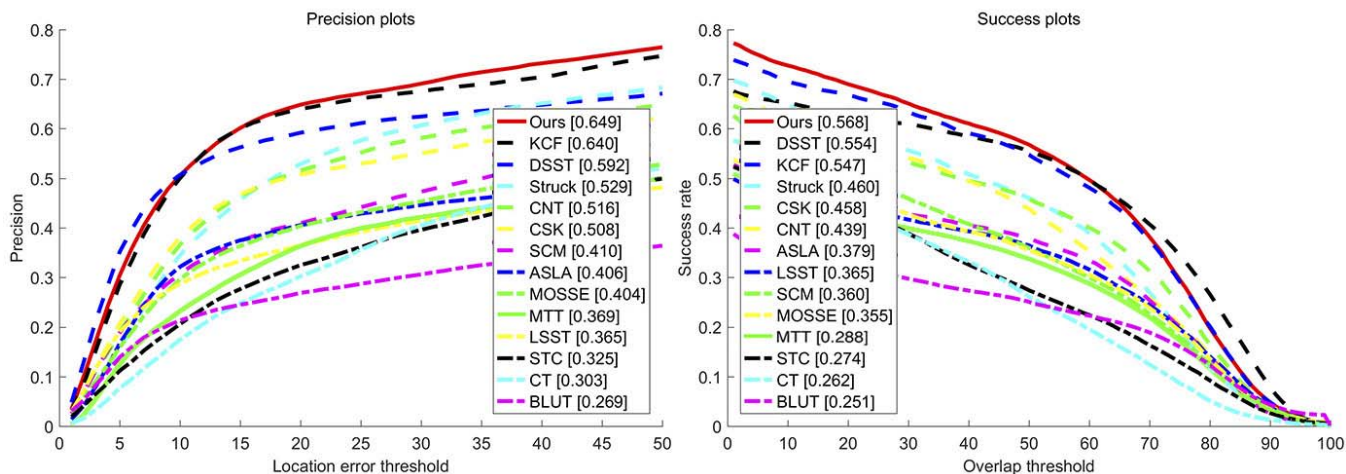 Precision plots
0.8
0.7
0.6
0.5
0.4
0.3
0.2
0.1
0
Precision
0 5 10 15 20 25 30 35 40 45 50
Location error threshold
Ours [0.649]
KCF [0.640]
DSST [0.592]
Struck [0.529]
CNT [0.516]
CSK [0.508]
SCM [0.410]
ASLA [0.406]
MOSSE [0.404]
MTT [0.369]
LSST [0.365]
STC [0.325]
CT [0.303]
BLUT [0.269]
Success plots
0.8
0.7
0.6
0.5
0.4
0.3
0.2
0.1
0
Success rate
0 10 20 30 40 50 60 70 80 90 100
Overlap threshold
Ours [0.568]
DSST [0.554]
KCF [0.547]
Struck [0.460]
CSK [0.458]
CNT [0.439]
ASLA [0.379]
LSST [0.365]
SCM [0.360]
MOSSE [0.355]
MTT [0.288]
STC [0.274]
CT [0.262]
BLUT [0.251]